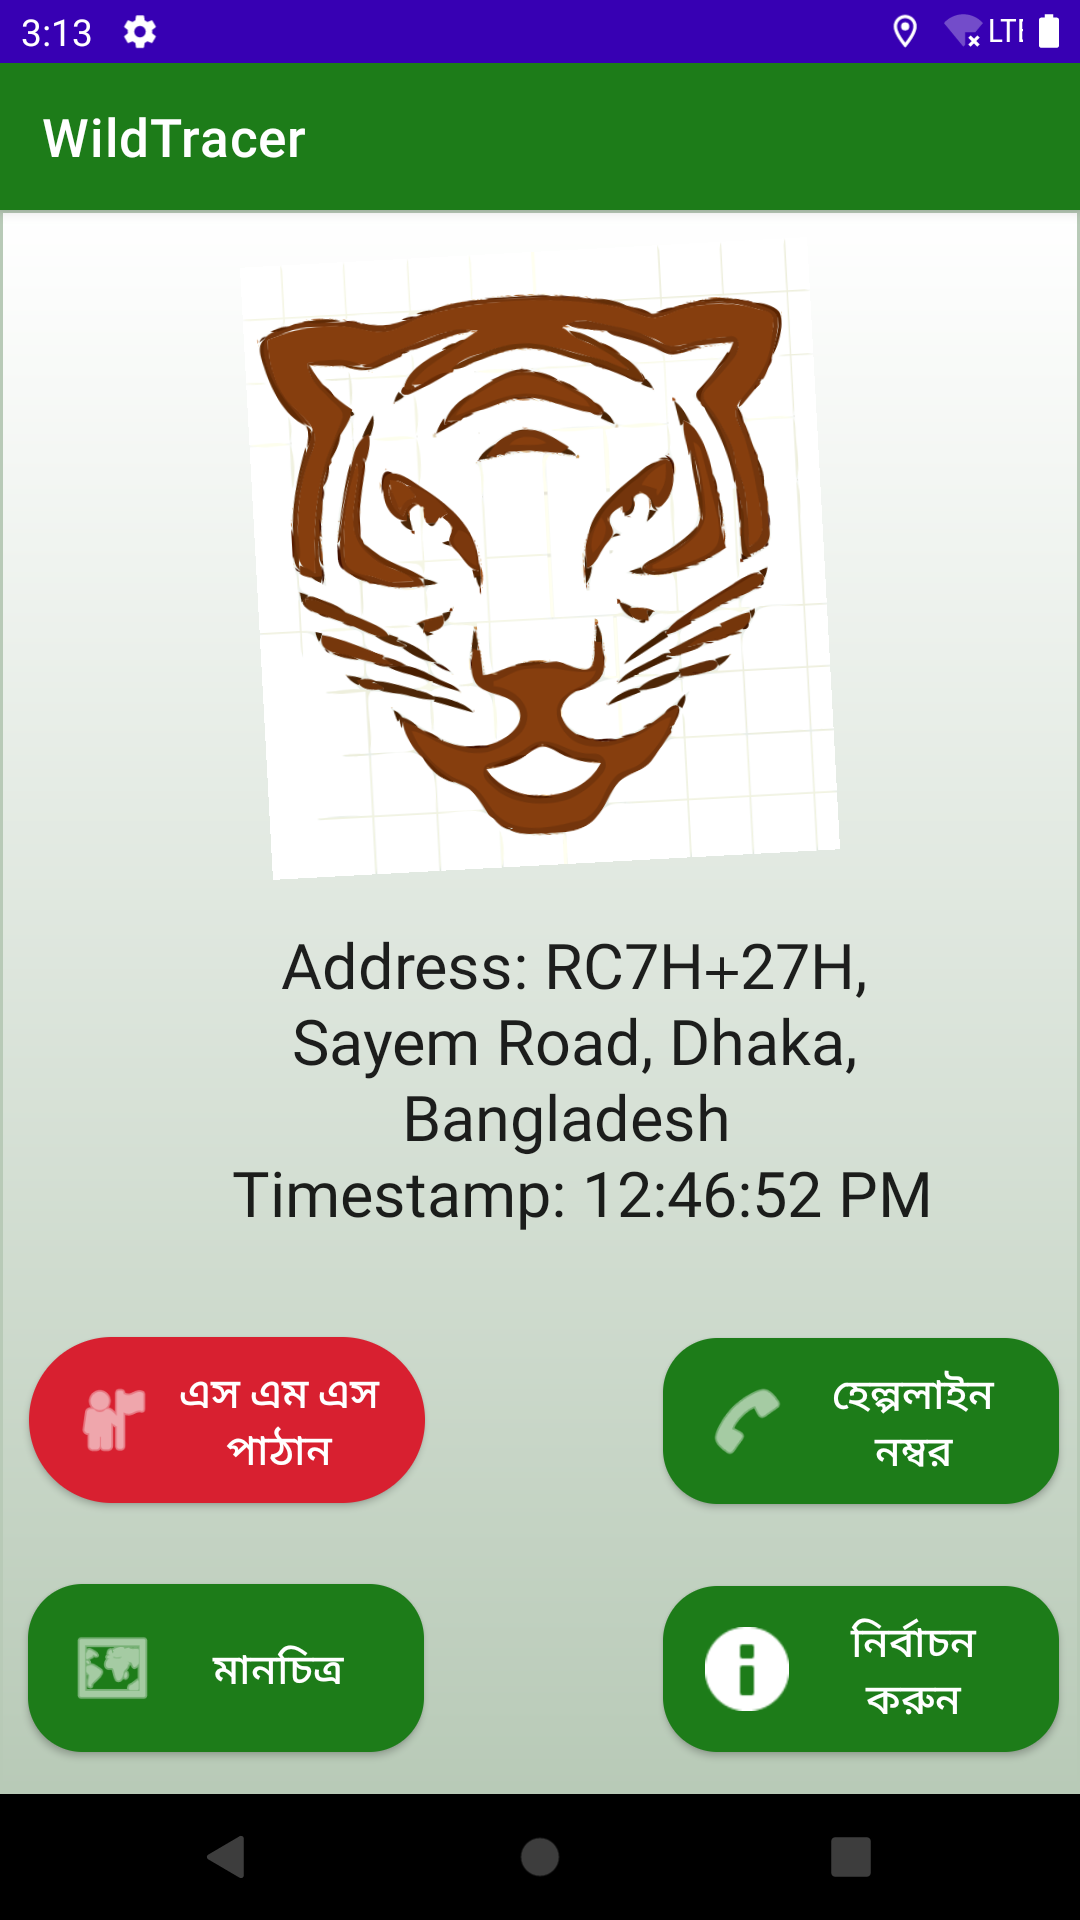 3:13
LTE
WildTracer
Address: RC7H+27H,
Sayem Road, Dhaka,
Bangladesh
Timestamp: 12:46:52 PM
এস এম এস
পাঠান
হেল্পলাইন
নম্বর
মানচিত্র
নির্বাচন
করুন